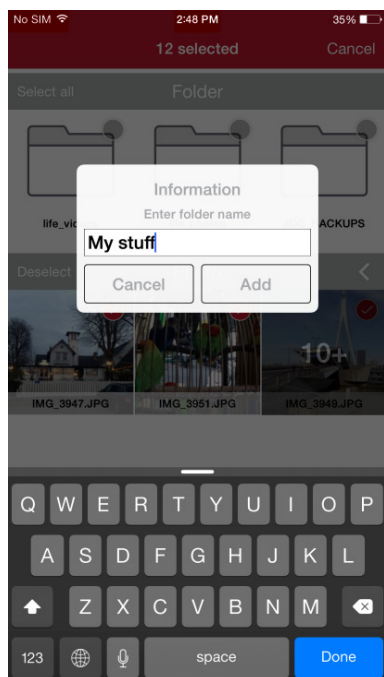 No SIM 2:48 PM 35%
12 selected Cancel
Select all Folder
Information
Enter folder name
life_vic ACKUPS
My stuff
Deselect
Cancel Add
10+
IMG_3947.JPG IMG_3951.JPG IMG_3949.JPG
Q W E R T Y U I O P
A S D F G H J K L
Z X C V B N M
123 space Done